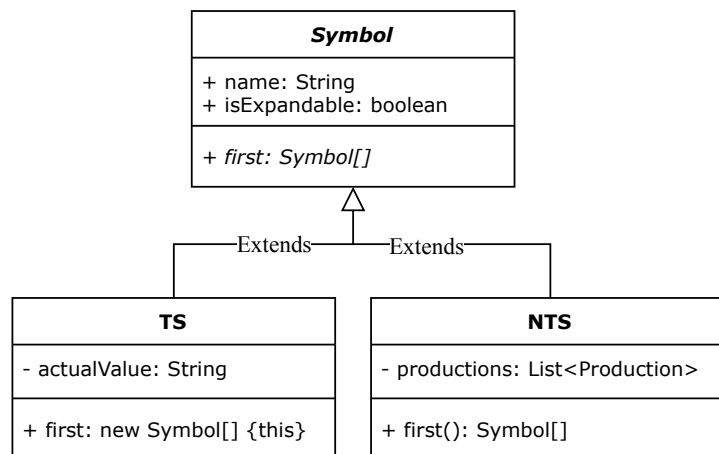 Symbol
+ name: String
+ isExpandable: boolean
+ first: Symbol[]
Extends Extends
TS NTS
- actualValue: String
- productions: List<Production>
+ first: new Symbol[] {this}
+ first(): Symbol[]